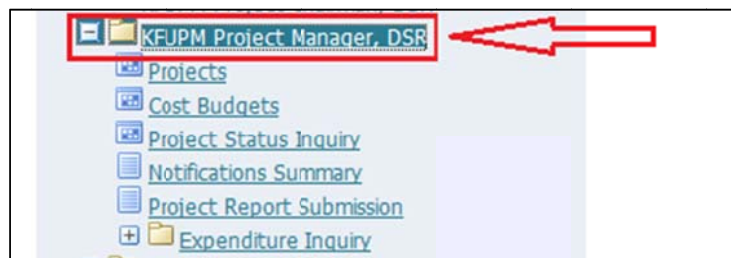 KFUPM Project Manager, DSR
Projects
Cost Budgets
Project Status Inquiry
Notifications Summary
Project Report Submission
Expenditure Inquiry